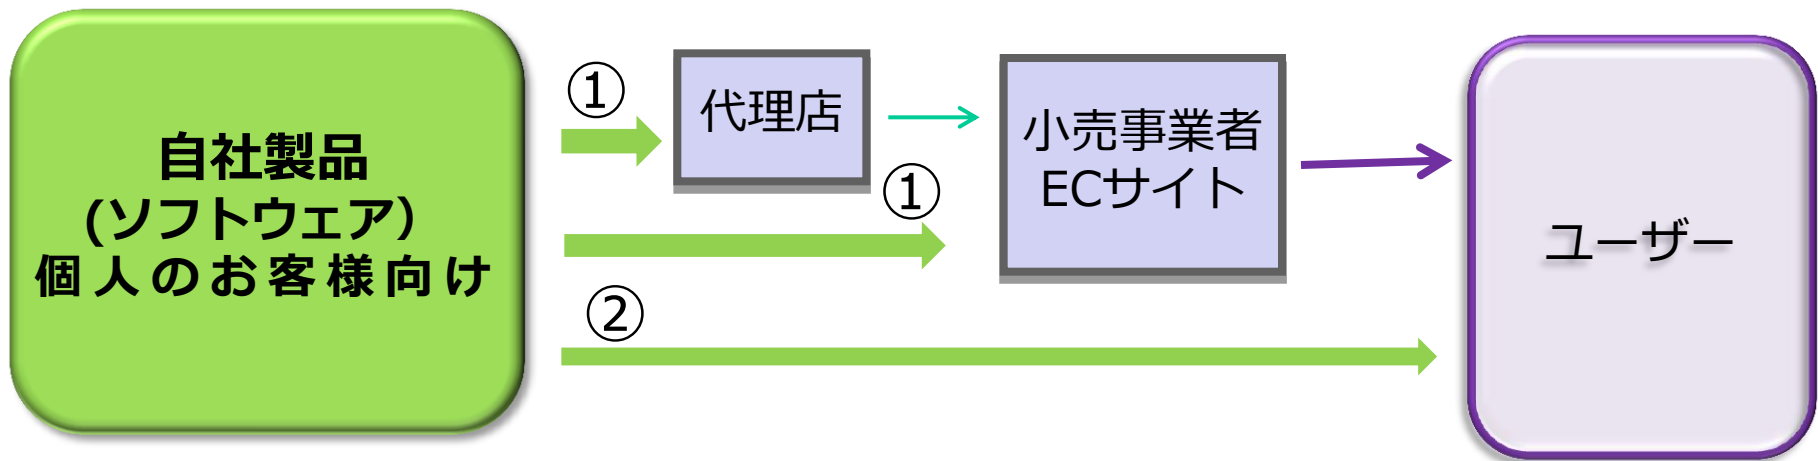 自社製品
(ソフトウェア）
個人のお客様向け
①
代理店
①
小売事業者
ECサイト
②
ユーザー